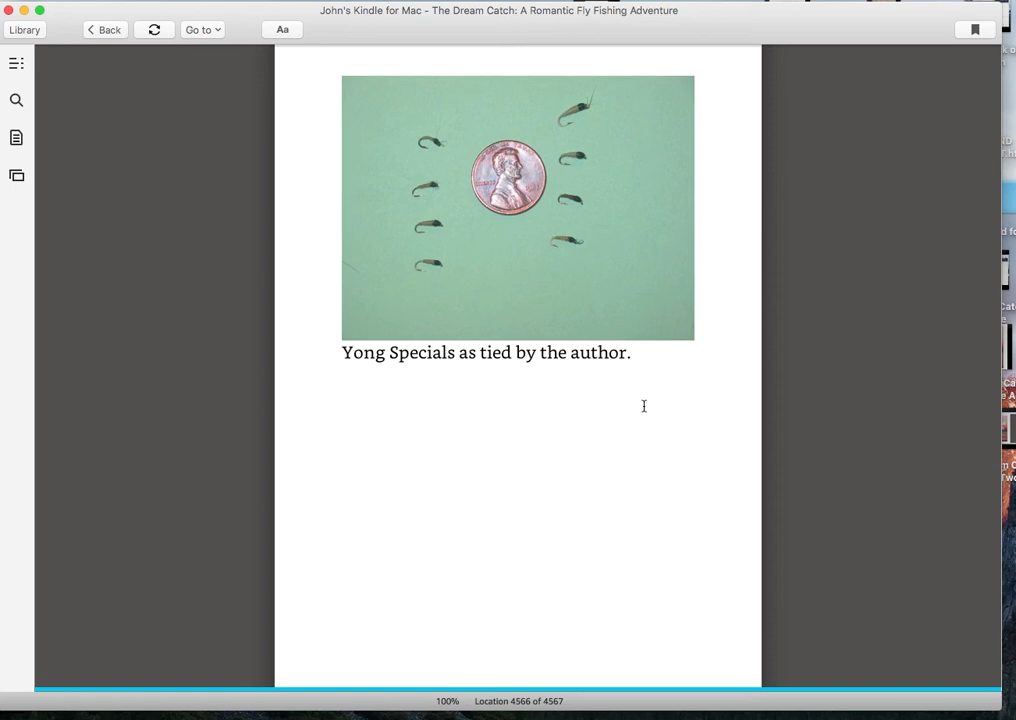 John's Kindle for Mac - The Dream Catch: A Romantic Fly Fishing Adventure
Library
Back
Go to
Aa
Yong Specials as tied by the author.
100%
Location 4566 of 4567